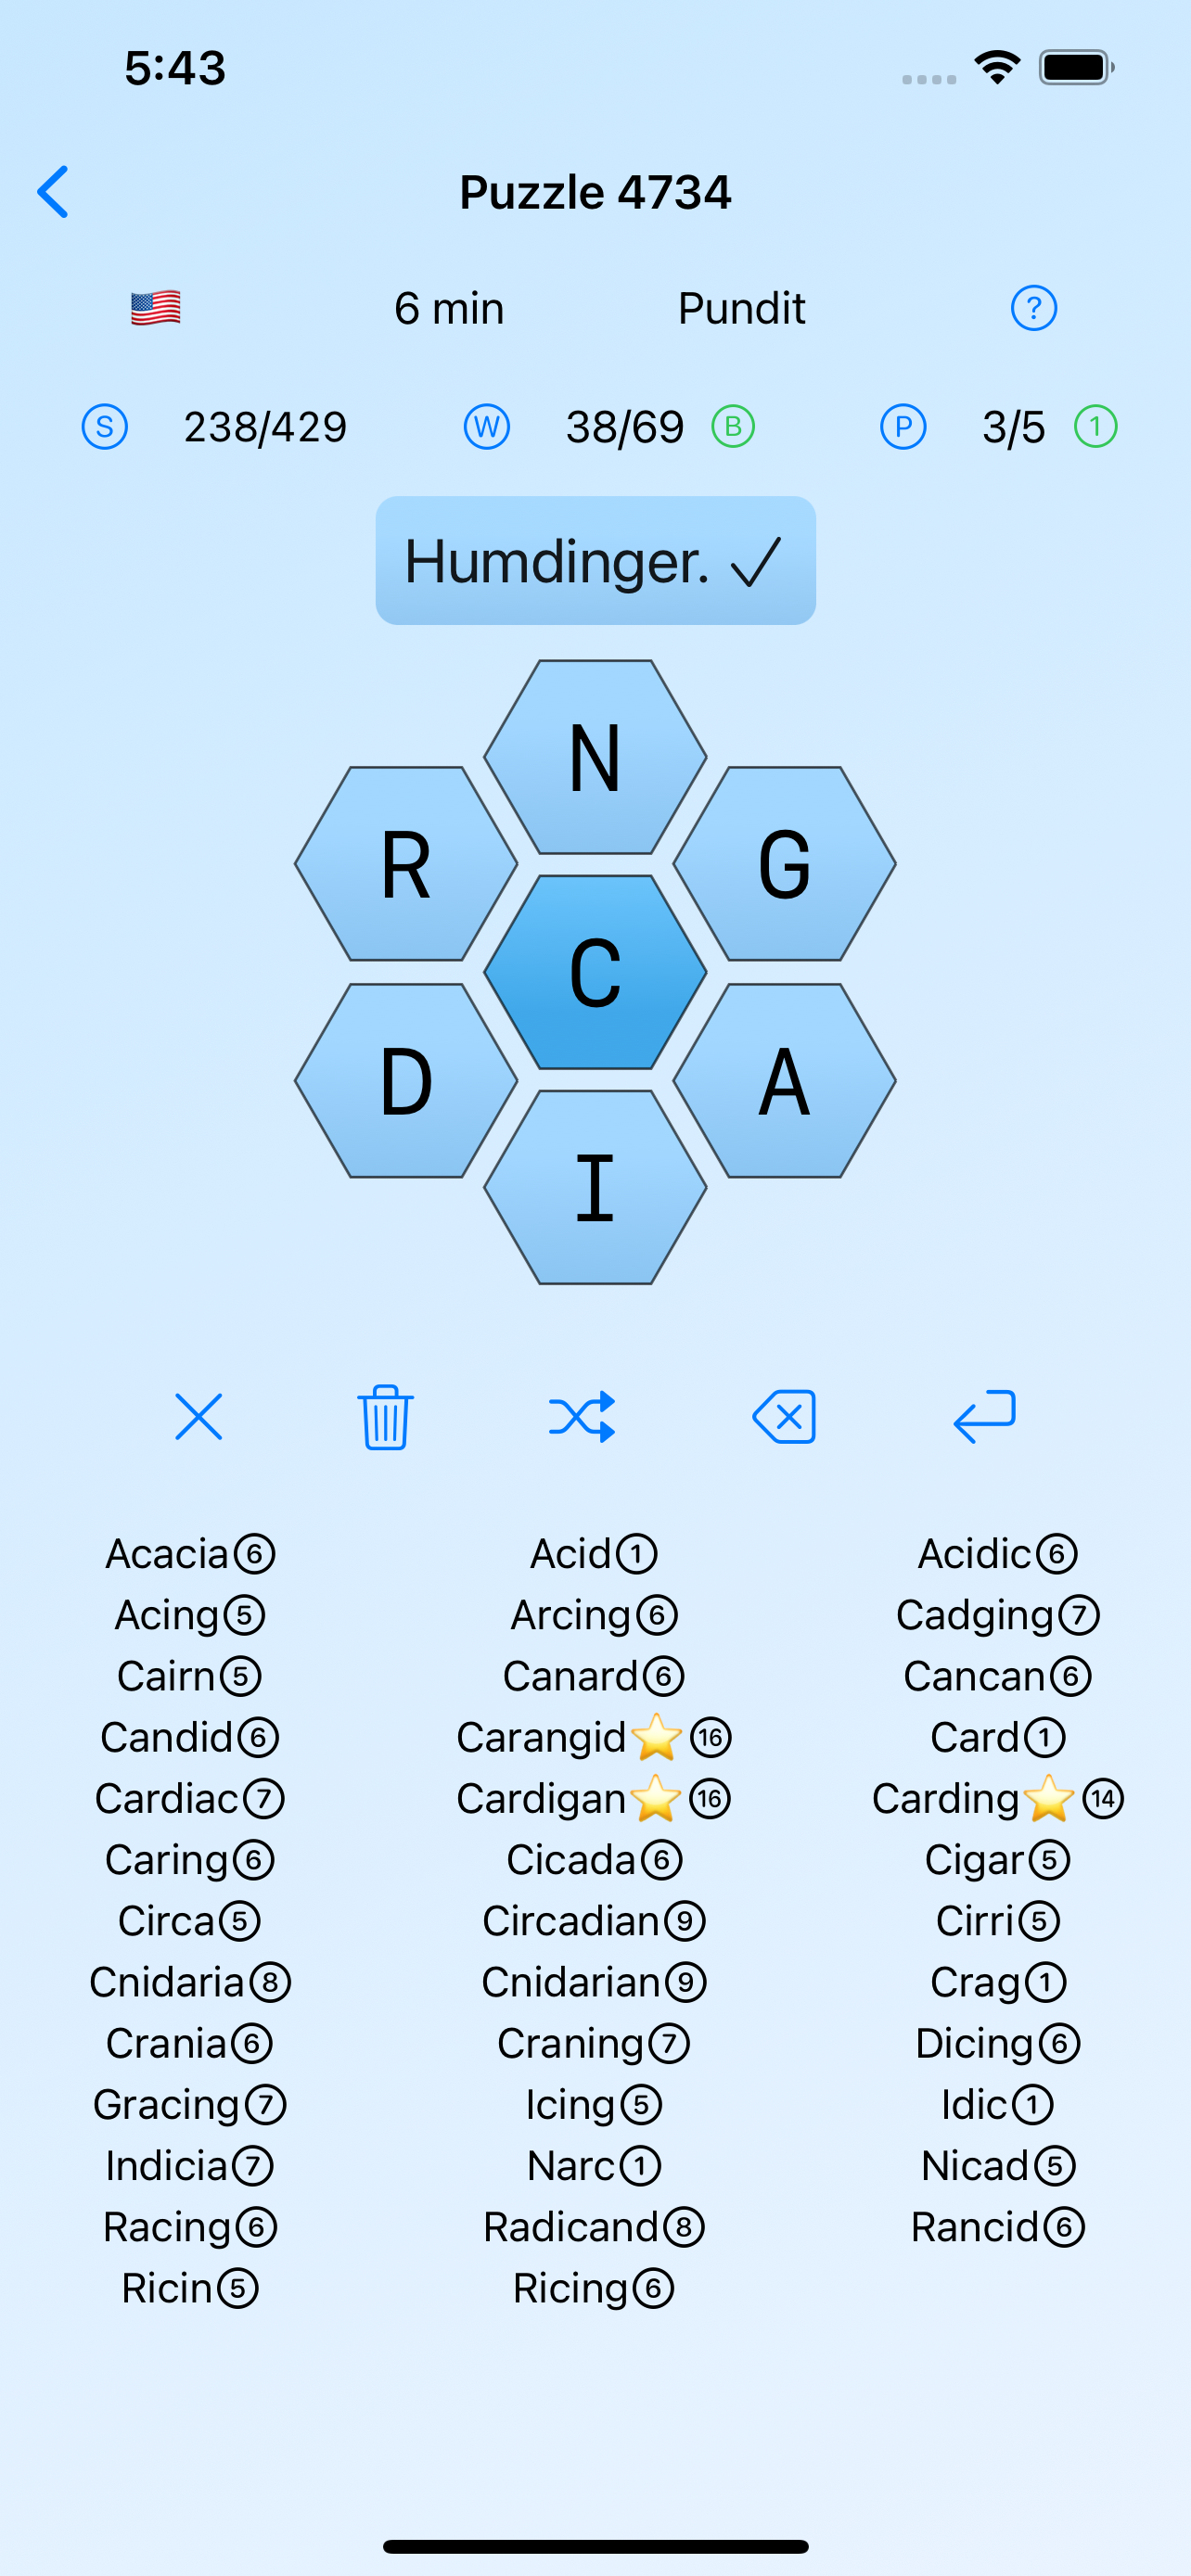 5:43
Puzzle 4734
6 min Pundit ?
S 238/429 W 38/69 B P 3/5 1
Humdinger. ✓
N
R G
C
D A
I
Acacia⑥ Acid① Acidic⑥
Acing⑤ Arcing⑥ Cadging⑦
Cairn⑤ Canard⑥ Cancan⑥
Candid⑥ Carangid⭐⑯ Card①
Cardiac⑦ Cardigan⭐⑯ Carding⭐⑭
Caring⑥ Cicada⑥ Cigar⑤
Circa⑤ Circadian⑨ Cirri⑤
Cnidaria⑧ Cnidarian⑨ Crag①
Crania⑥ Craning⑦ Dicing⑥
Gracing⑦ Icing⑤ Idic①
Indicia⑦ Narc① Nicad⑤
Racing⑥ Radicand⑧ Rancid⑥
Ricin⑤ Ricing⑥